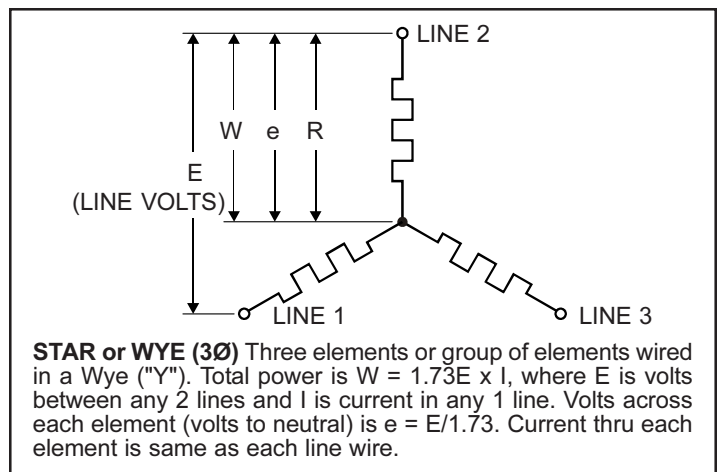 LINE 2
W e R
E
(LINE VOLTS)
LINE 1
LINE 3
STAR or WYE (3Ø) Three elements or group of elements wired
in a Wye ("Y"). Total power is W = 1.73E x I, where E is volts
between any 2 lines and I is current in any 1 line. Volts across
each element (volts to neutral) is e = E/1.73. Current thru each
element is same as each line wire.